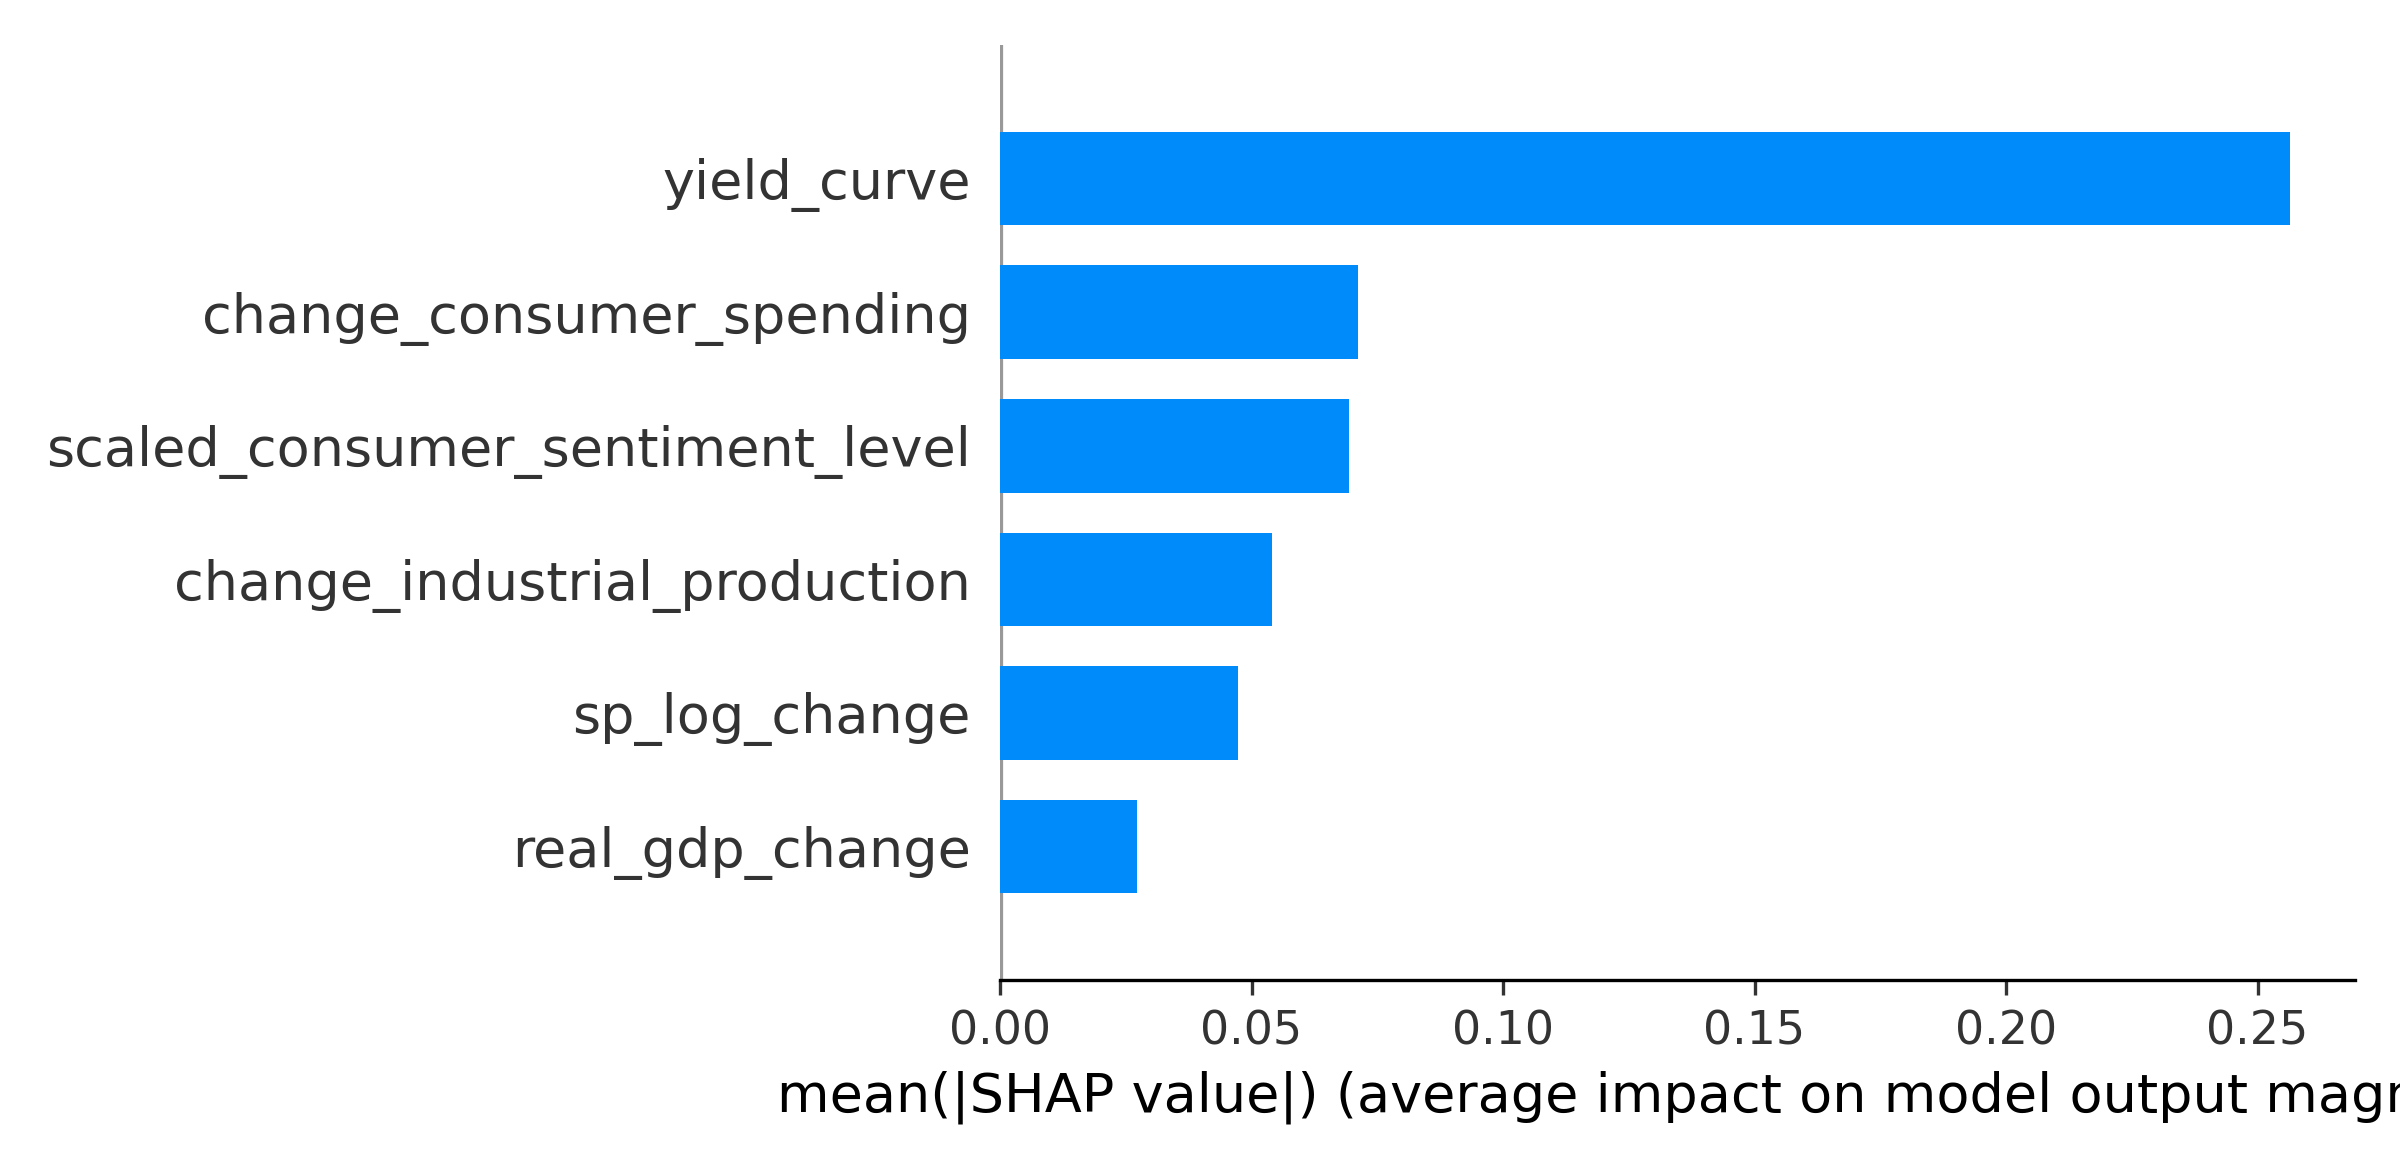 yield_curve
change_consumer_spending
scaled_consumer_sentiment_level
change_industrial_production
sp_log_change
real_gdp_change
0.00 0.05 0.10 0.15 0.20 0.25
mean(|SHAP value|) (average impact on model output magn